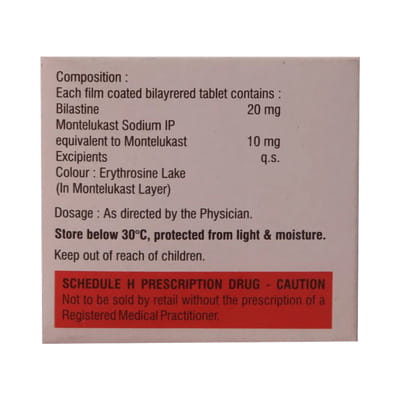 Composition :
Each film coated bilayrered tablet contains :
Bilastine 20 mg
Montelukast Sodium IP
equivalent to Montelukast 10 mg
Excipients q.s.
Colour : Erythrosine Lake
(In Montelukast Layer)
Dosage : As directed by the Physician.
Store below 30°C, protected from light & moisture.
Keep out of reach of children.
SCHEDULE H PRESCRIPTION DRUG - CAUTION
Not to be sold by retail without the prescription of a
Registered Medical Practitioner.